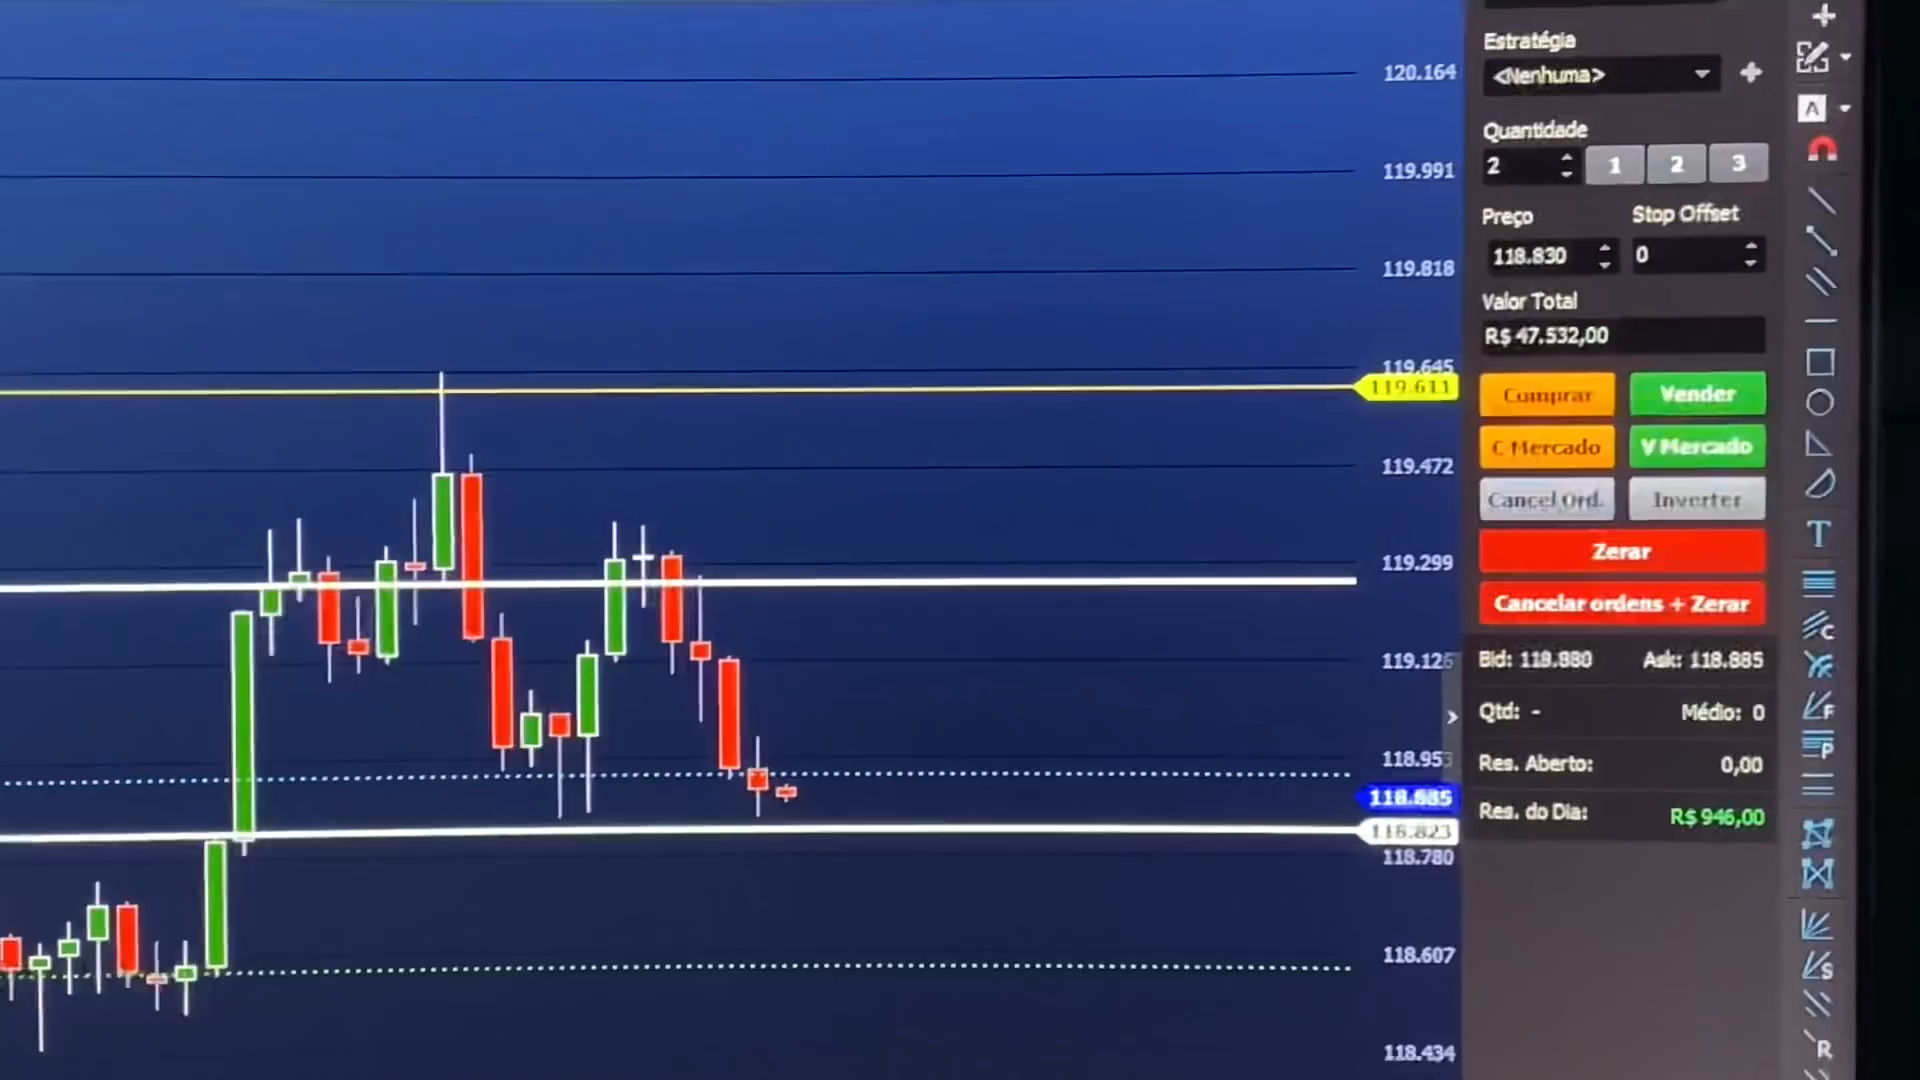 120.164
119.991
119.818
119.645
119.611
119.472
119.299
119.126
118.953
118.823
118.780
118.607
118.434
Estratégia
<Nenhuma>
A
Quantidade
2 1 2 3
Preço Stop Offset
118.830 0
Valor Total
R$ 47.532,00
Comprar Vender
C Mercado V Mercado
Cancel Ord. Inverter
Zerar
Cancelar ordens + Zerar
Bid: 118.880 Ask: 118.885
Qtd: - Médio: 0
Res. Aberto: 0,00
Res. do Dia: R$ 946,00
T
C
F
P
S
R